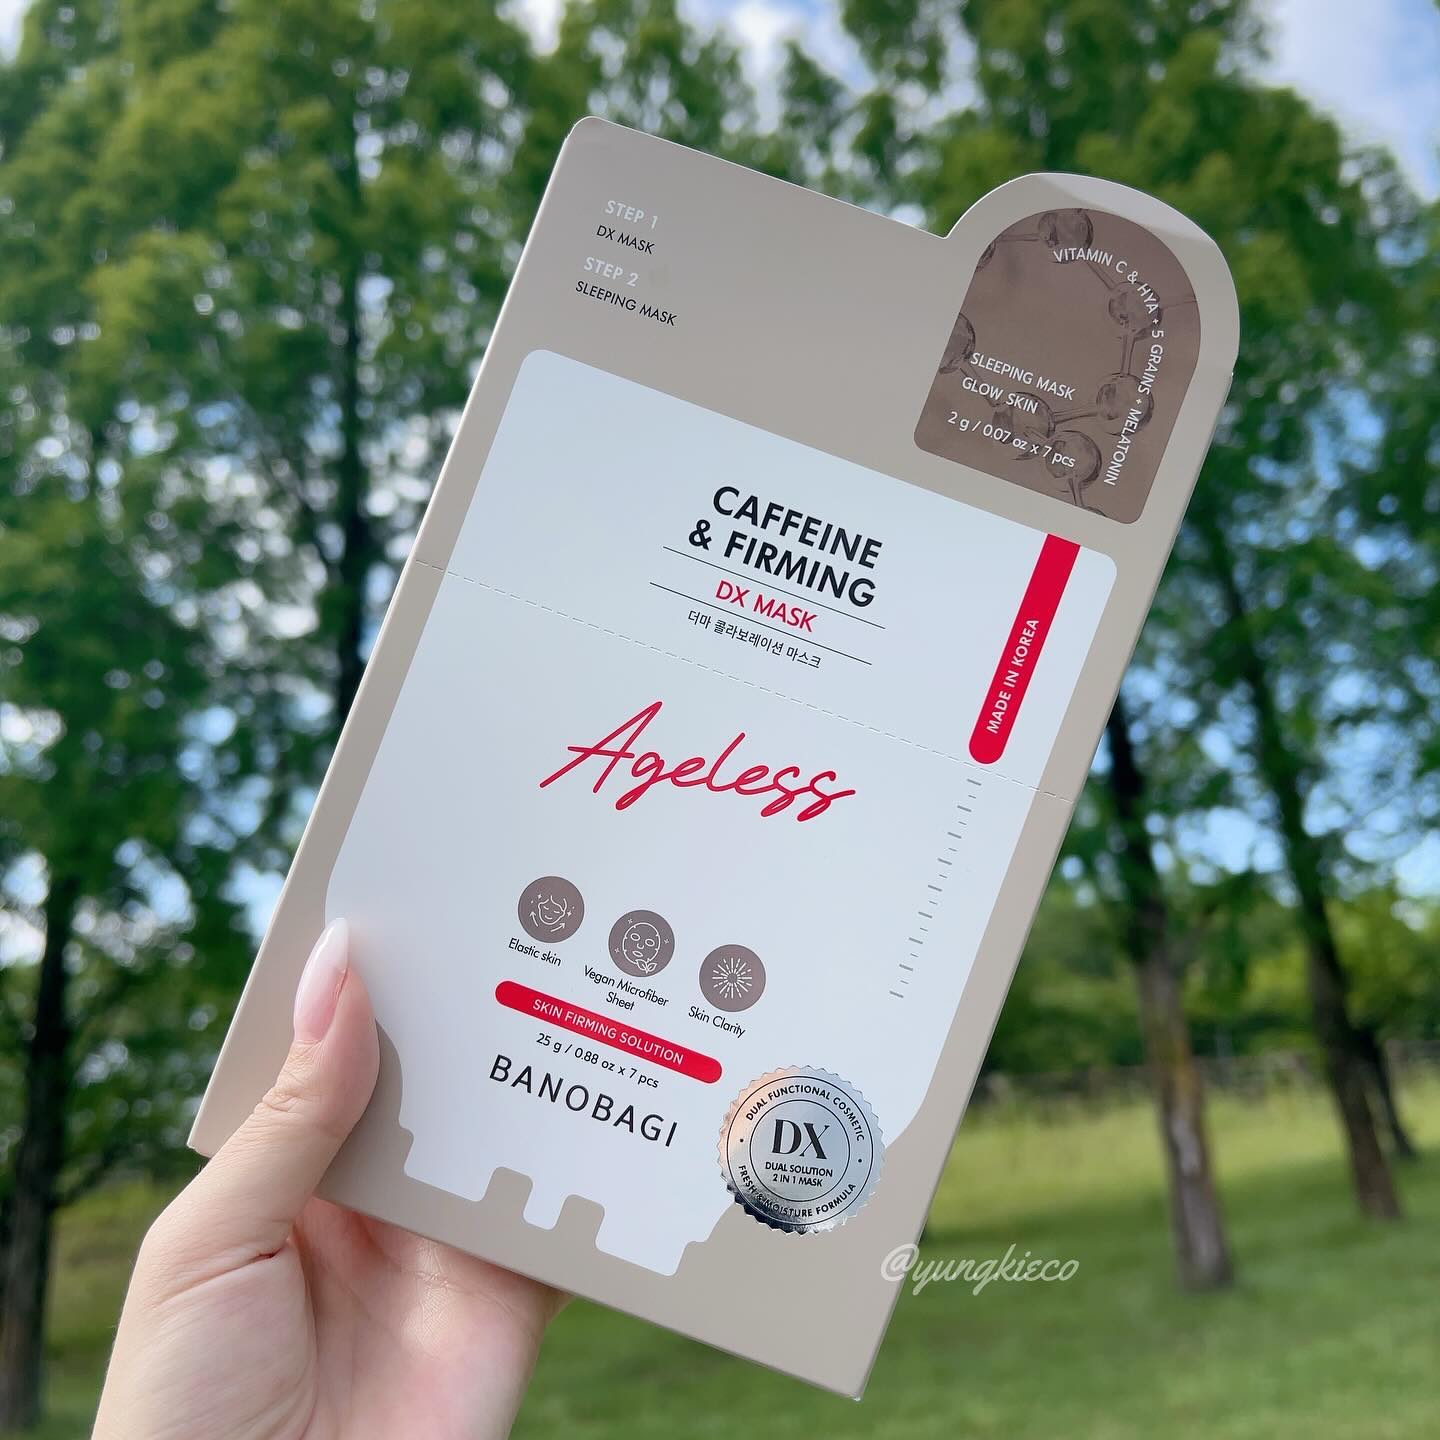 STEP 1
DX MASK
STEP 2
SLEEPING MASK
VITAMIN C & HYA + 5 GRAINS + MELATONIN
SLEEPING MASK
GLOW SKIN
2 g / 0.07 oz x 7 pcs
CAFFEINE
& FIRMING
DX MASK
더마 콜라보레이션 마스크
MADE IN KOREA
Ageless
Elastic skin
Vegan Microfiber
Sheet
Skin Clarity
SKIN FIRMING SOLUTION
25 g / 0.88 oz x 7 pcs
BANOBAGI
DUAL FUNCTIONAL COSMETIC
DX
DUAL SOLUTION
2 IN 1 MASK
FRESH & MOISTURE FORMULA
@yungkieco